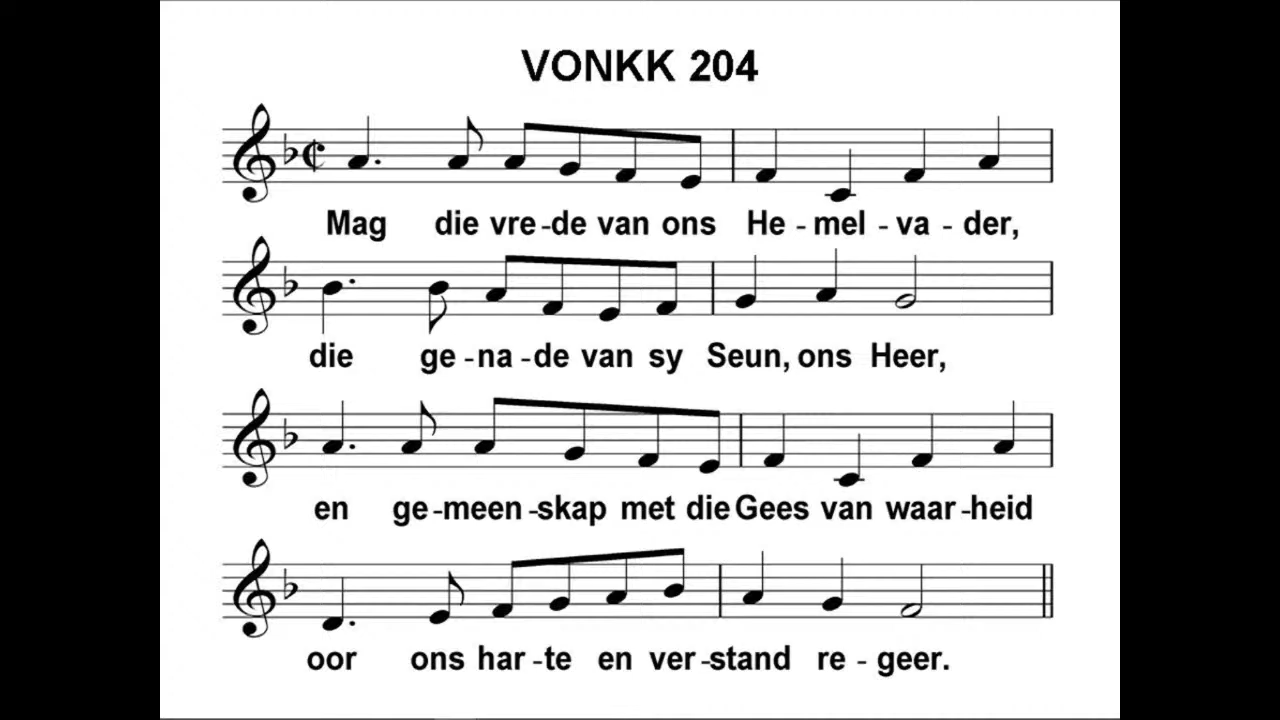 VONKK 204
Mag die vre-de van ons He-mel-va-der,
die ge-na-de van sy Seun, ons Heer,
en ge-meen-skap met die Gees van waar-heid
oor ons har-te en ver-stand re-geer.